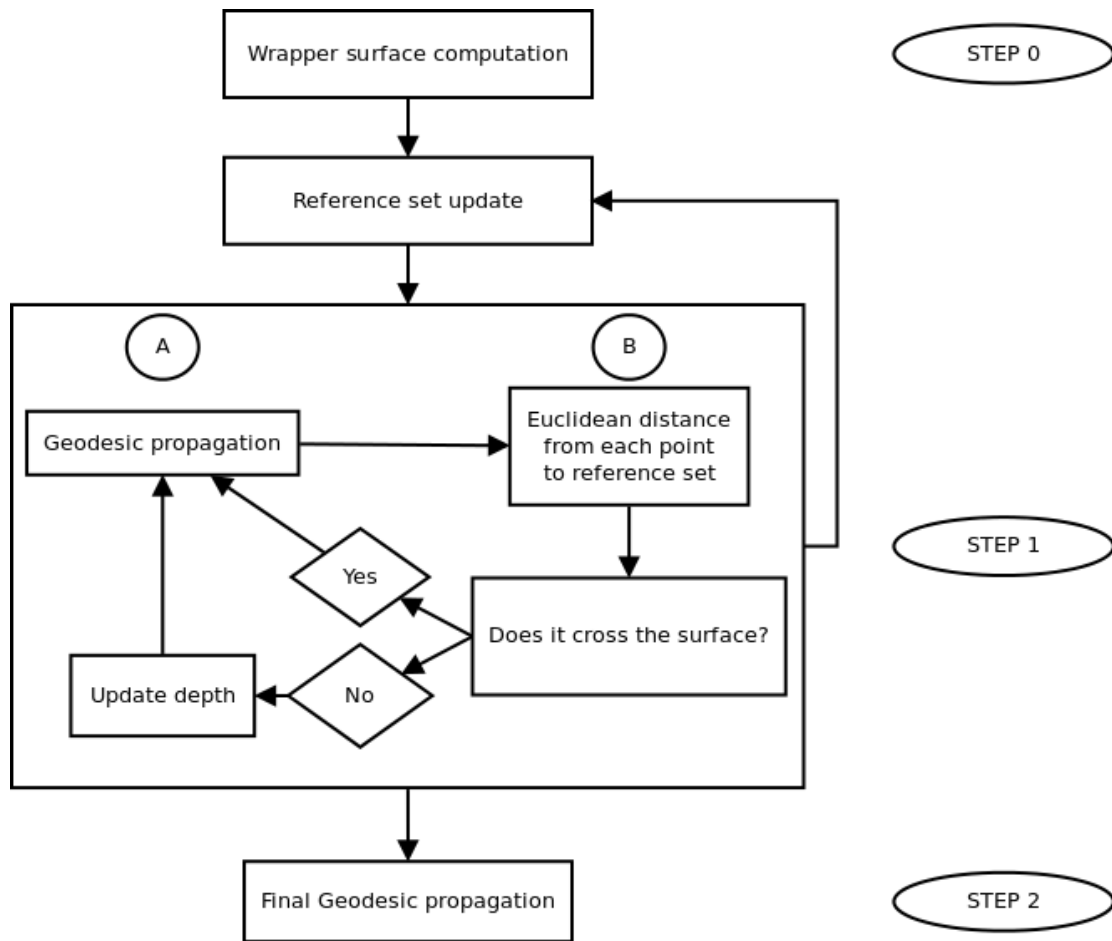 Wrapper surface computation
STEP 0
Reference set update
A
B
Geodesic propagation
Euclidean distance
from each point
to reference set
Yes
STEP 1
Does it cross the surface?
Update depth
No
Final Geodesic propagation
STEP 2